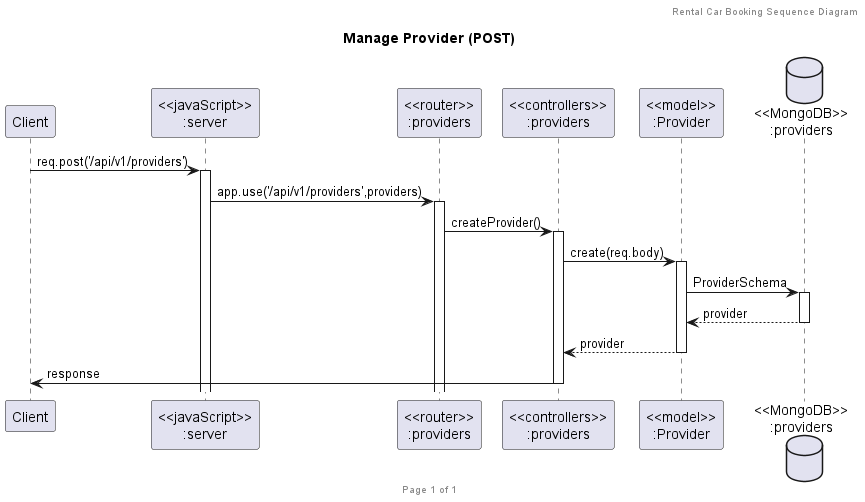 Rental Car Booking Sequence Diagram
Manage Provider (POST)
Client
<<javaScript>>
:server
<<router>>
:providers
<<controllers>>
:providers
<<model>>
:Provider
<<MongoDB>>
:providers
req.post('/api/v1/providers')
app.use('/api/v1/providers',providers)
createProvider()
create(req.body)
ProviderSchema
provider
provider
response
Client
<<javaScript>>
:server
<<router>>
:providers
<<controllers>>
:providers
<<model>>
:Provider
<<MongoDB>>
:providers
Page 1 of 1